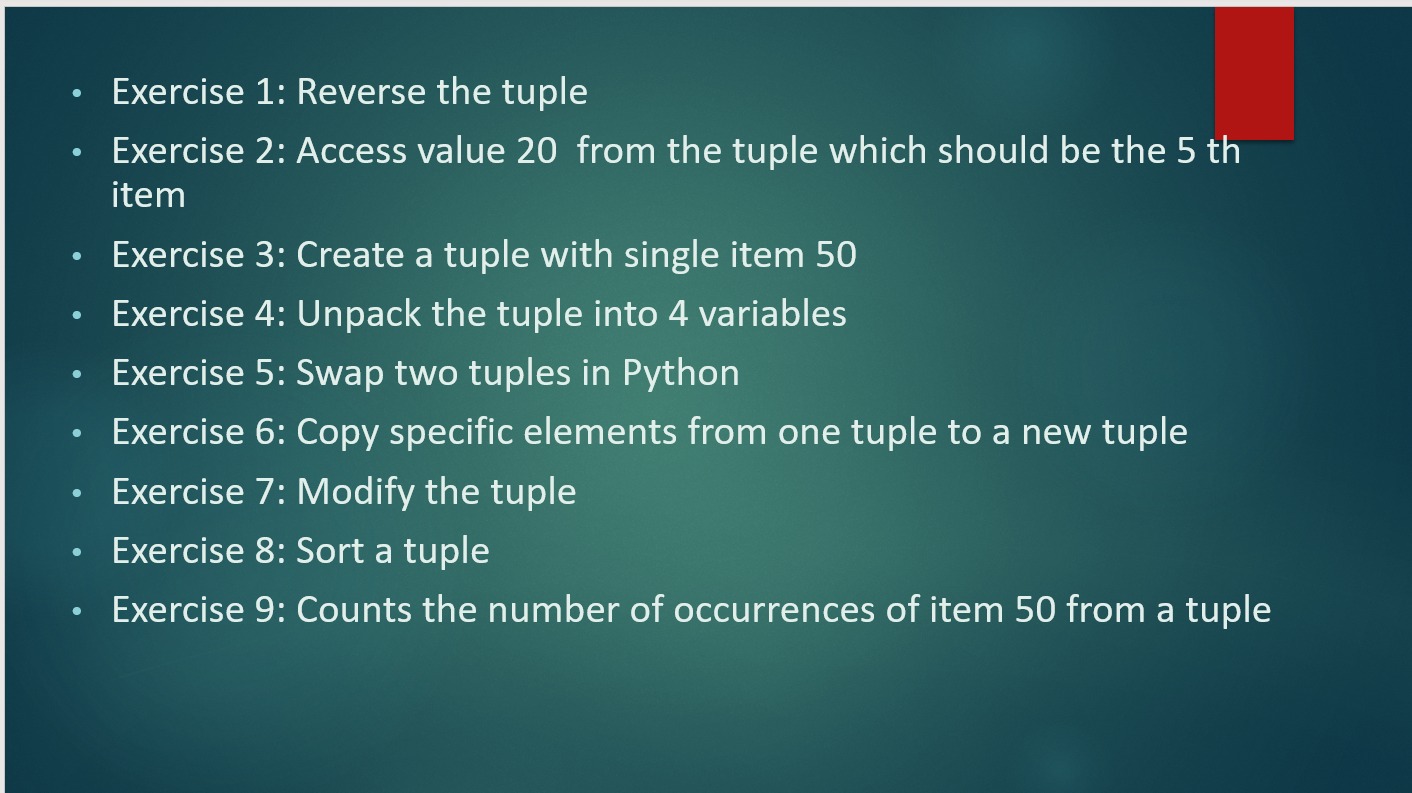 • Exercise 1: Reverse the tuple
• Exercise 2: Access value 20  from the tuple which should be the 5 th
item
• Exercise 3: Create a tuple with single item 50
• Exercise 4: Unpack the tuple into 4 variables
• Exercise 5: Swap two tuples in Python
• Exercise 6: Copy specific elements from one tuple to a new tuple
• Exercise 7: Modify the tuple
• Exercise 8: Sort a tuple
• Exercise 9: Counts the number of occurrences of item 50 from a tuple